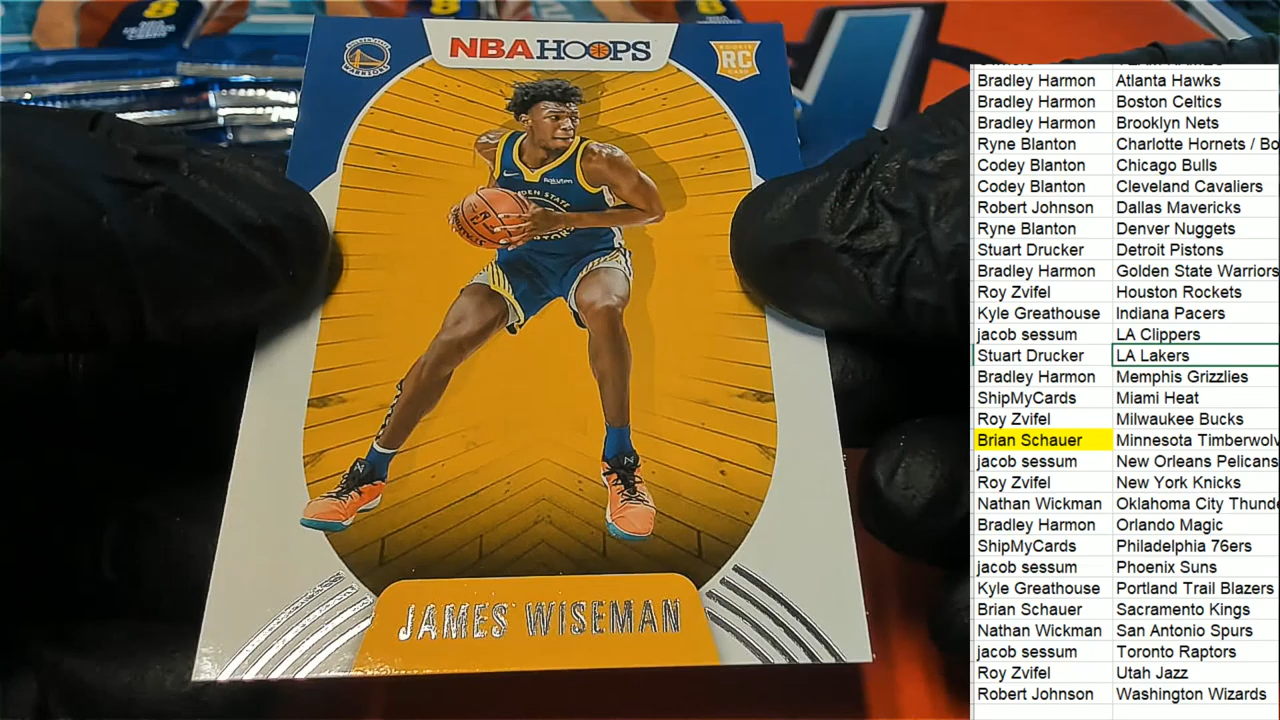 NBA HOOPS
WARRIORS
ROOKIE
RC
CARD
Rakuten
JAMES WISEMAN
Bradley Harmon Atlanta Hawks
Bradley Harmon Boston Celtics
Bradley Harmon Brooklyn Nets
Ryne Blanton Charlotte Hornets / Bo
Codey Blanton Chicago Bulls
Codey Blanton Cleveland Cavaliers
Robert Johnson Dallas Mavericks
Ryne Blanton Denver Nuggets
Stuart Drucker Detroit Pistons
Bradley Harmon Golden State Warriors
Roy Zvifel Houston Rockets
Kyle Greathouse Indiana Pacers
jacob sessum LA Clippers
Stuart Drucker LA Lakers
Bradley Harmon Memphis Grizzlies
ShipMyCards Miami Heat
Roy Zvifel Milwaukee Bucks
Brian Schauer Minnesota Timberwolv
jacob sessum New Orleans Pelicans
Roy Zvifel New York Knicks
Nathan Wickman Oklahoma City Thunde
Bradley Harmon Orlando Magic
ShipMyCards Philadelphia 76ers
jacob sessum Phoenix Suns
Kyle Greathouse Portland Trail Blazers
Brian Schauer Sacramento Kings
Nathan Wickman San Antonio Spurs
jacob sessum Toronto Raptors
Roy Zvifel Utah Jazz
Robert Johnson Washington Wizards